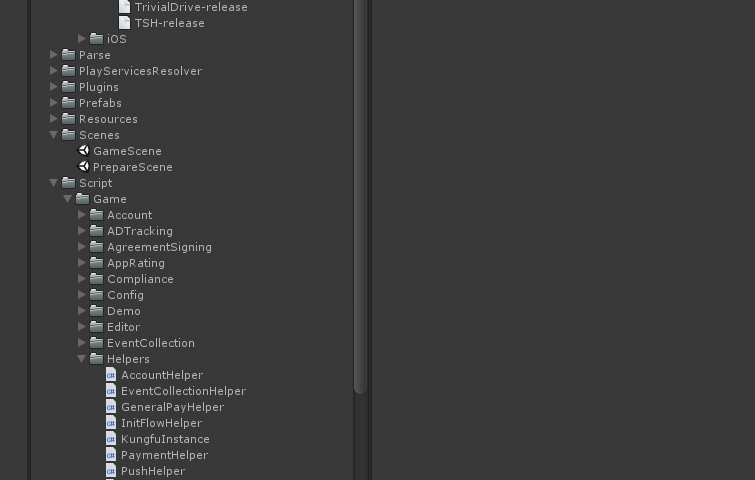 TrivialDrive-release
TSH-release
iOS
Parse
PlayServicesResolver
Plugins
Prefabs
Resources
Scenes
GameScene
PrepareScene
Script
Game
Account
ADTracking
AgreementSigning
AppRating
Compliance
Config
Demo
Editor
EventCollection
Helpers
AccountHelper
EventCollectionHelper
GeneralPayHelper
InitFlowHelper
KungfuInstance
PaymentHelper
PushHelper